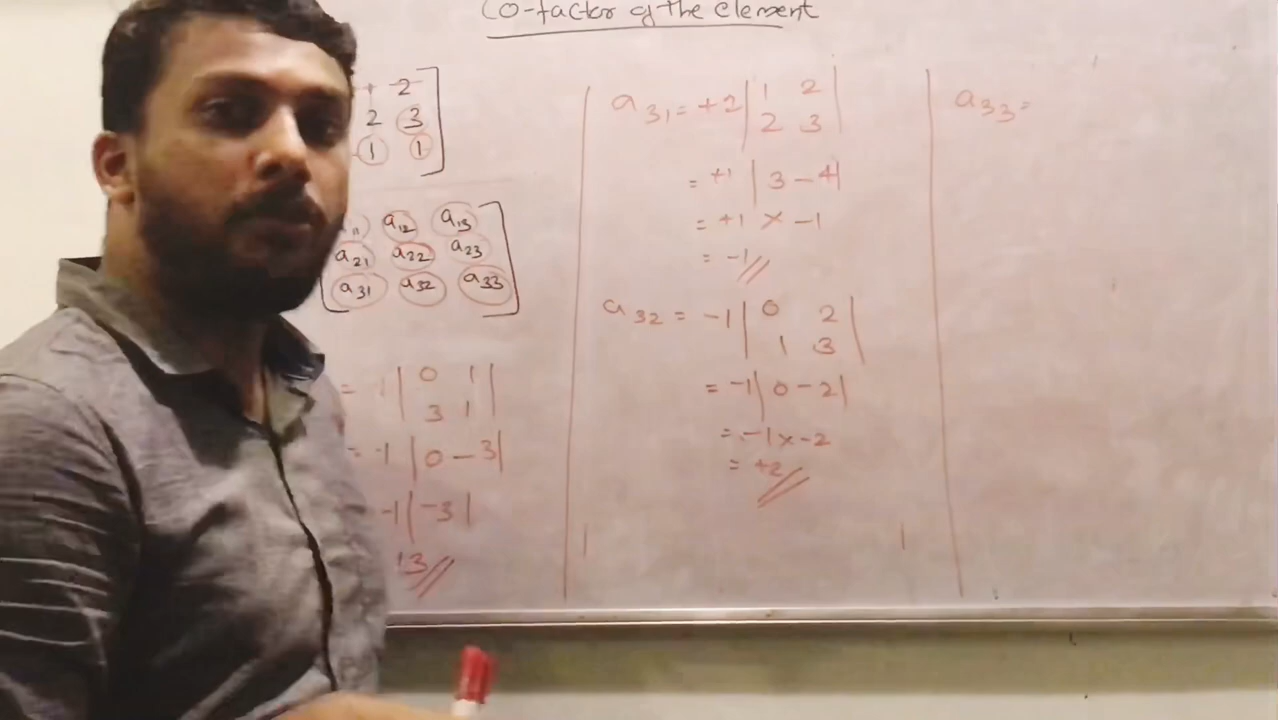 Co-factor of the element
1 2
2 3
1 1
a12 a13
a21 a22 a23
a31 a32 a33
= -1 | 0 1 |
| 3 1 |
= -1 | 0 - 3 |
-1 | -3 |
3
a31 = +2 | 1 2 |
| 2 3 |
= +1 | 3 - 4 |
= +1 × -1
= -1
a32 = -1 | 0 2 |
| 1 3 |
= -1 | 0 - 2 |
= -1 × -2
= +2
a33 =